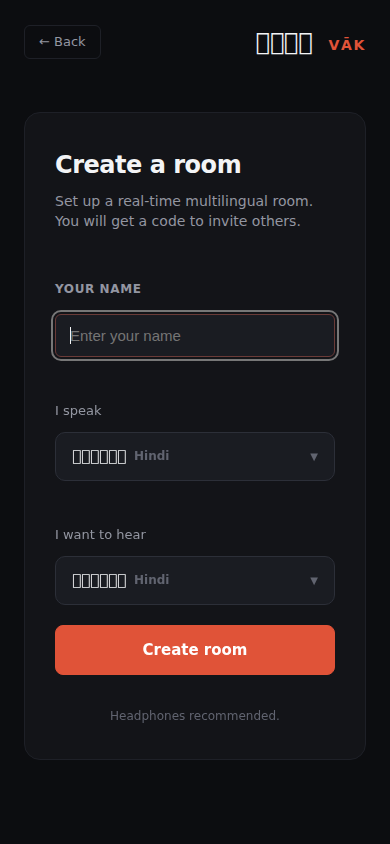 ← Back
VĀK
Create a room
Set up a real-time multilingual room.
You will get a code to invite others.
YOUR NAME
Enter your name
I speak
Hindi
I want to hear
Hindi
Create room
Headphones recommended.